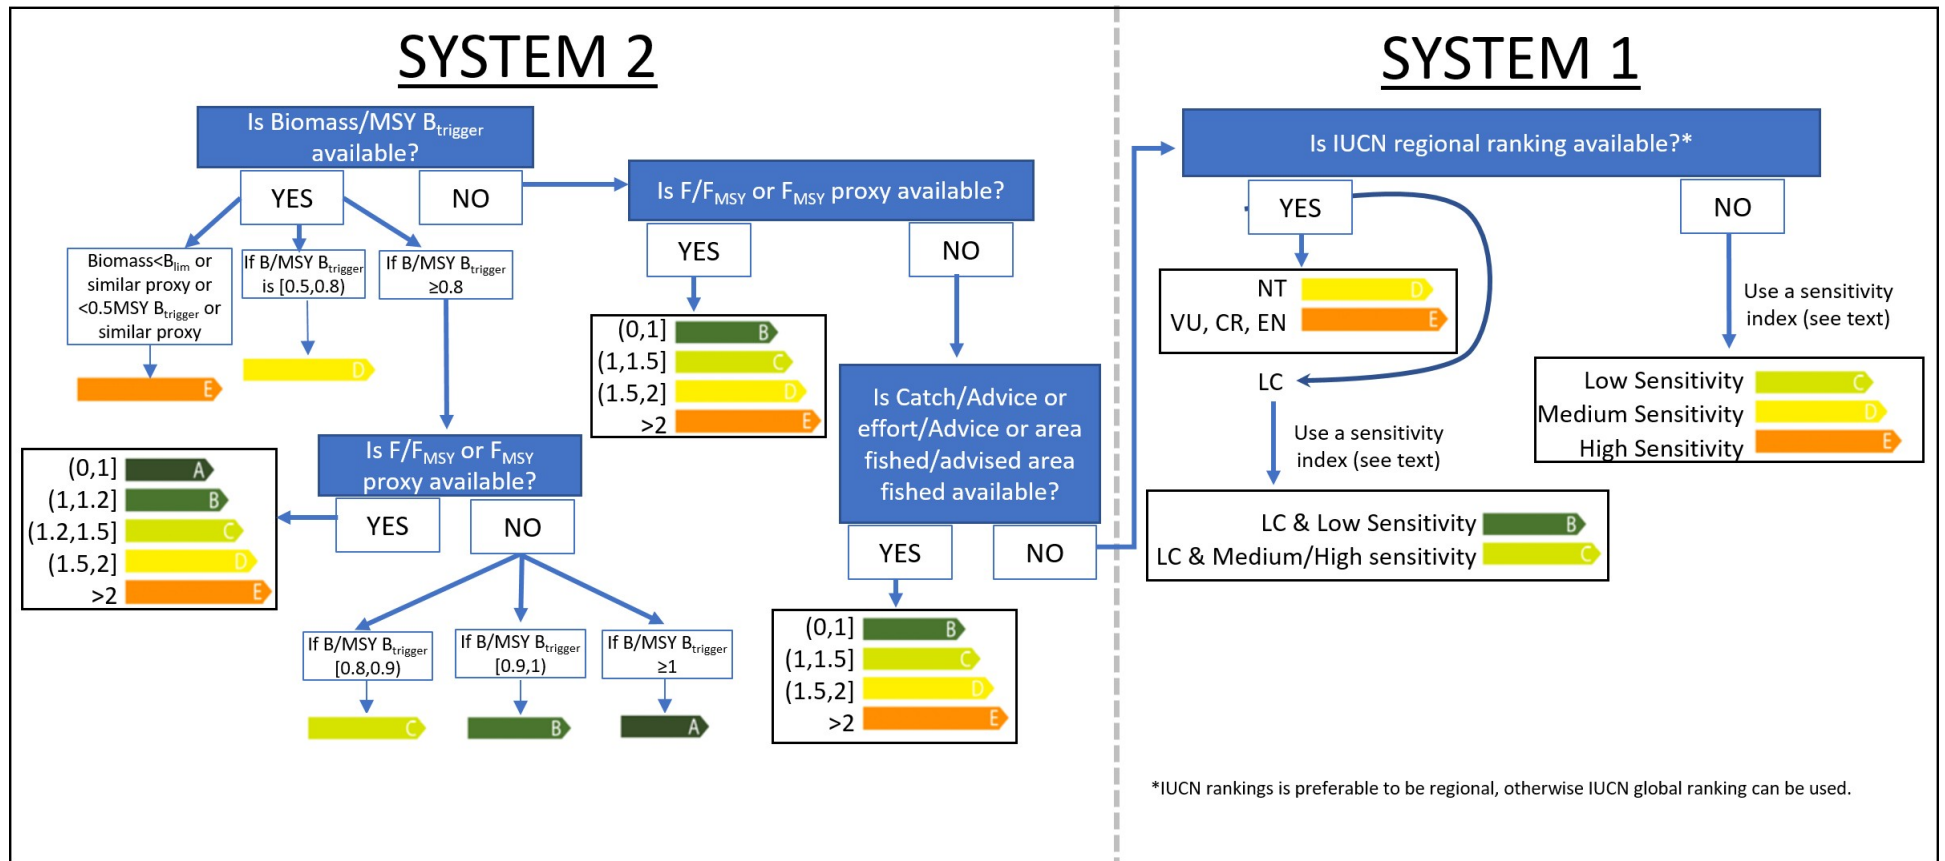 SYSTEM 2
Is Biomass/MSY Btrigger
available?
YES
NO
Biomass<Blim or
similar proxy or
<0.5MSY Btrigger or
similar proxy
E
If B/MSY Btrigger
is [0.5,0.8)
D
If B/MSY Btrigger
≥0.8
Is F/FMSY or FMSY
proxy available?
YES
NO
(0,1] A
(1,1.2] B
(1.2,1.5] C
(1.5,2] D
>2 E
If B/MSY Btrigger
[0.8,0.9)
C
If B/MSY Btrigger
[0.9,1)
B
If B/MSY Btrigger
≥1
A
Is F/FMSY or FMSY proxy available?
YES
NO
(0,1] B
(1,1.5] C
(1.5,2] D
>2 E
Is Catch/Advice or
effort/Advice or area
fished/advised area
fished available?
YES
NO
(0,1] B
(1,1.5] C
(1.5,2] D
>2 E
SYSTEM 1
Is IUCN regional ranking available?*
YES
NO
NT D
VU, CR, EN E
LC
Use a sensitivity
index (see text)
LC & Low Sensitivity B
LC & Medium/High sensitivity C
Use a sensitivity
index (see text)
Low Sensitivity C
Medium Sensitivity D
High Sensitivity E
*IUCN rankings is preferable to be regional, otherwise IUCN global ranking can be used.